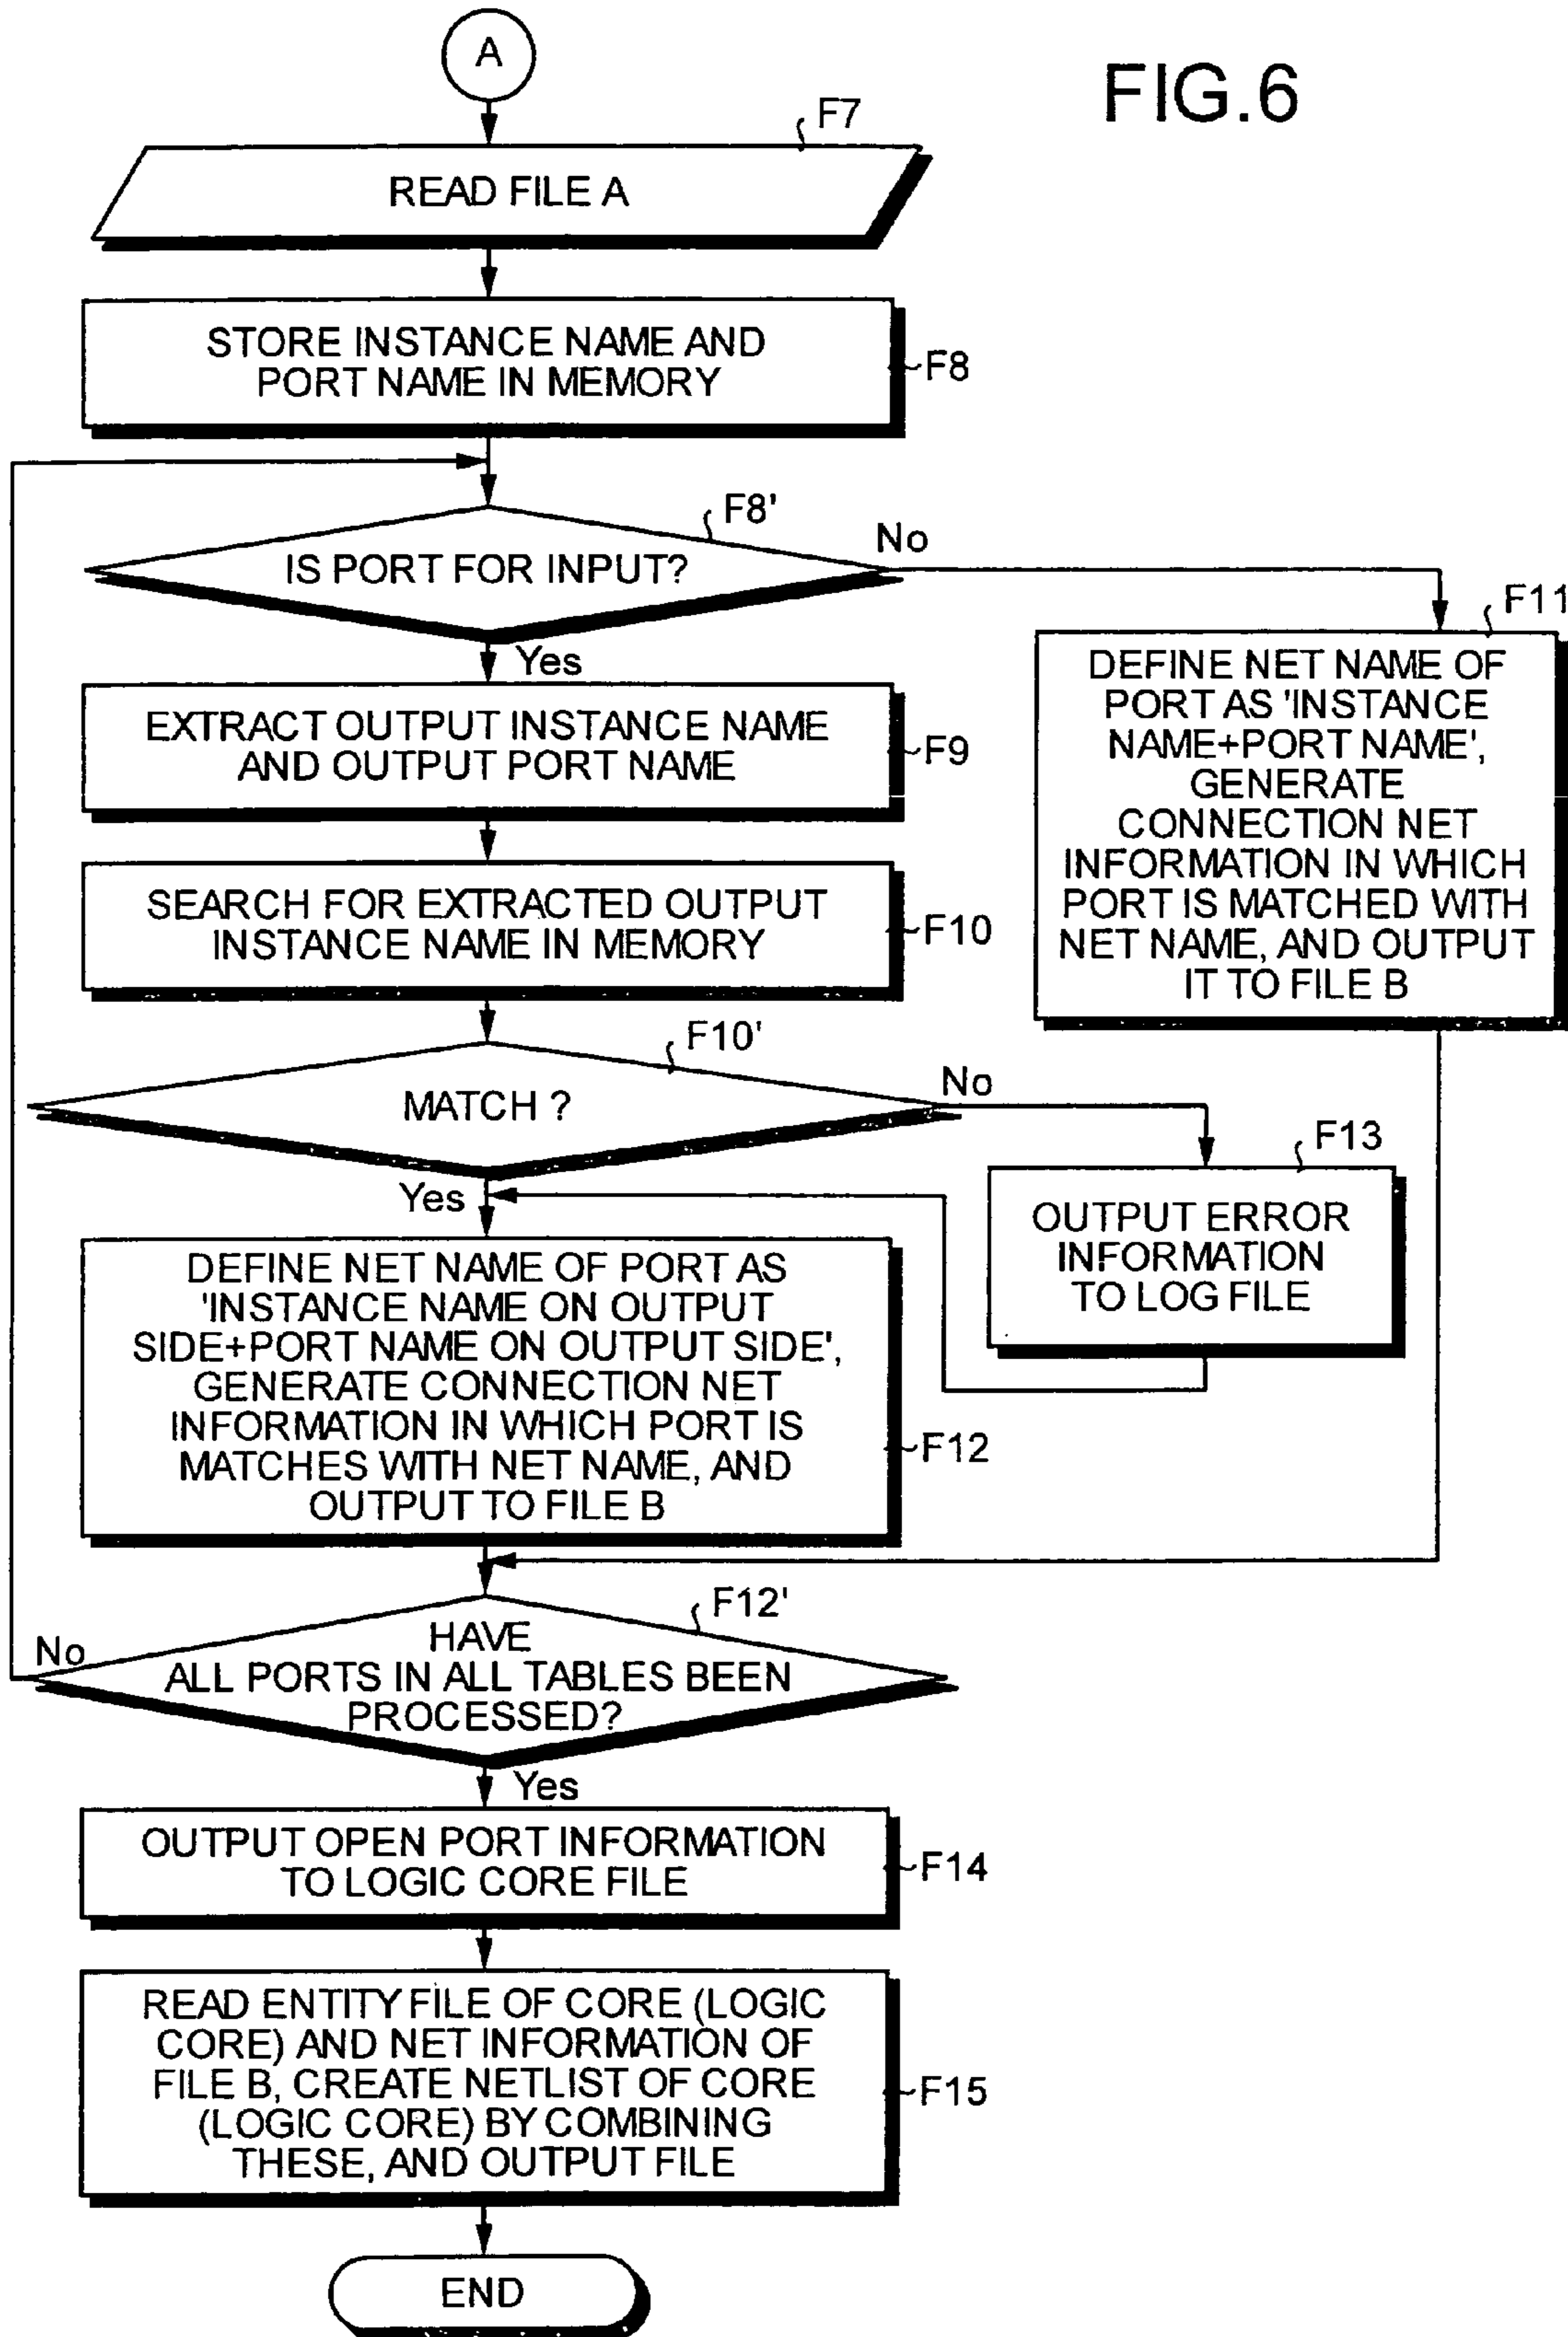 A
FIG.6
F7
READ FILE A
STORE INSTANCE NAME AND
PORT NAME IN MEMORY
F8
F8'
IS PORT FOR INPUT?
No
Yes
F11
DEFINE NET NAME OF
PORT AS 'INSTANCE
NAME+PORT NAME',
GENERATE
CONNECTION NET
INFORMATION IN WHICH
PORT IS MATCHED WITH
NET NAME, AND OUTPUT
IT TO FILE B
EXTRACT OUTPUT INSTANCE NAME
AND OUTPUT PORT NAME
F9
SEARCH FOR EXTRACTED OUTPUT
INSTANCE NAME IN MEMORY
F10
F10'
MATCH ?
No
Yes
F13
OUTPUT ERROR
INFORMATION
TO LOG FILE
DEFINE NET NAME OF PORT AS
'INSTANCE NAME ON OUTPUT
SIDE+PORT NAME ON OUTPUT SIDE',
GENERATE CONNECTION NET
INFORMATION IN WHICH PORT IS
MATCHES WITH NET NAME, AND
OUTPUT TO FILE B
F12
F12'
No
HAVE
ALL PORTS IN ALL TABLES BEEN
PROCESSED?
Yes
OUTPUT OPEN PORT INFORMATION
TO LOGIC CORE FILE
F14
READ ENTITY FILE OF CORE (LOGIC
CORE) AND NET INFORMATION OF
FILE B, CREATE NETLIST OF CORE
(LOGIC CORE) BY COMBINING
THESE, AND OUTPUT FILE
F15
END